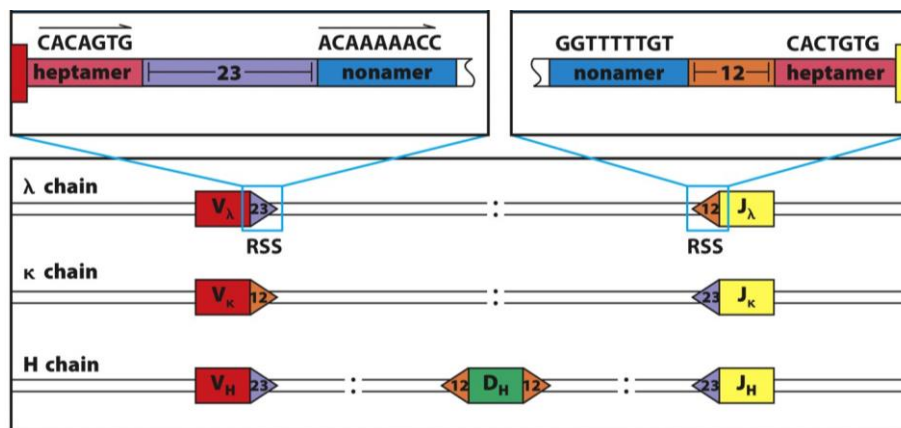 CACAGTG ACAAAAACC
heptamer 23 nonamer
GGTTTTTGT CACTGTG
nonamer 12 heptamer
λ chain
Vλ 23 : 12 Jλ
RSS RSS
κ chain
Vκ 12 : 23 Jκ
H chain
VH 23 : 12 DH 12 : 23 JH